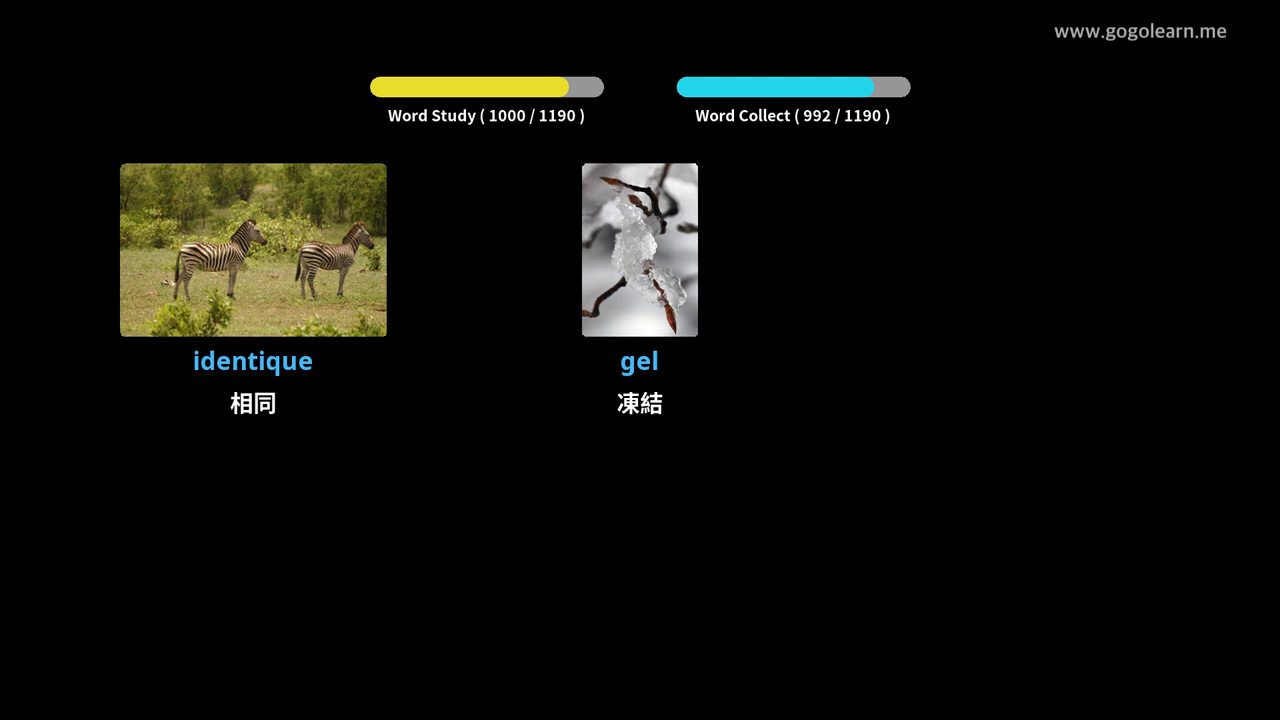 www.gogolearn.me
Word Study ( 1000 / 1190 )
Word Collect ( 992 / 1190 )
identique
相同
gel
凍結